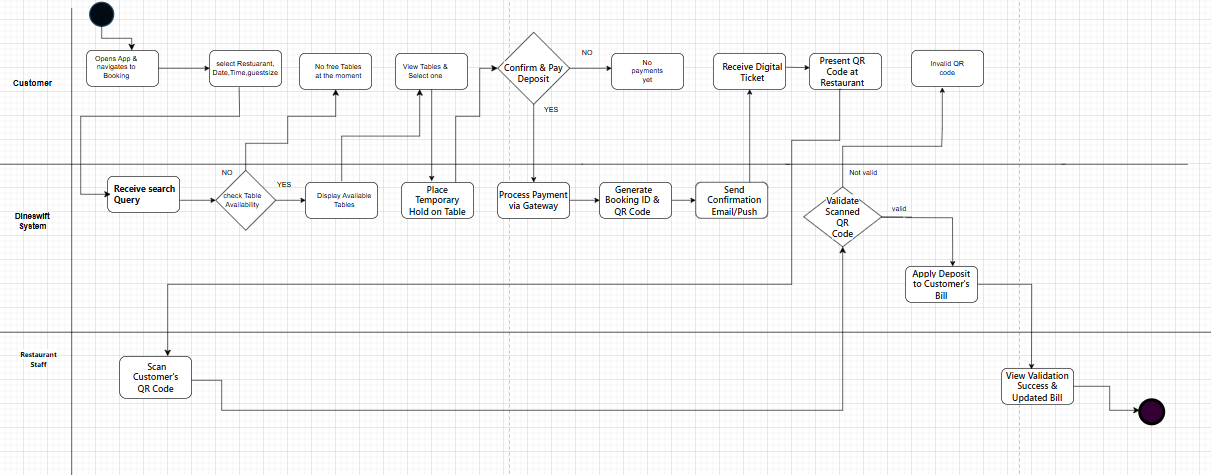 Customer
Opens App &
navigates to
Booking
select Restuarant,
Date,Time,guestsize
No free Tables
at the moment
View Tables &
Select one
Confirm & Pay
Deposit
NO
YES
No
payments
yet
Receive Digital
Ticket
Present QR
Code at
Restaurant
Invalid QR
code
Dineswift
System
Receive search
Query
NO
check Table
Availability
YES
Display Available
Tables
Place
Temporary
Hold on Table
Process Payment
via Gateway
Generate
Booking ID &
QR Code
Send
Confirmation
Email/Push
Not valid
Validate
Scanned
QR
Code
valid
Apply Deposit
to Customer's
Bill
Restaurant
Staff
Scan
Customer's
QR Code
View Validation
Success &
Updated Bill